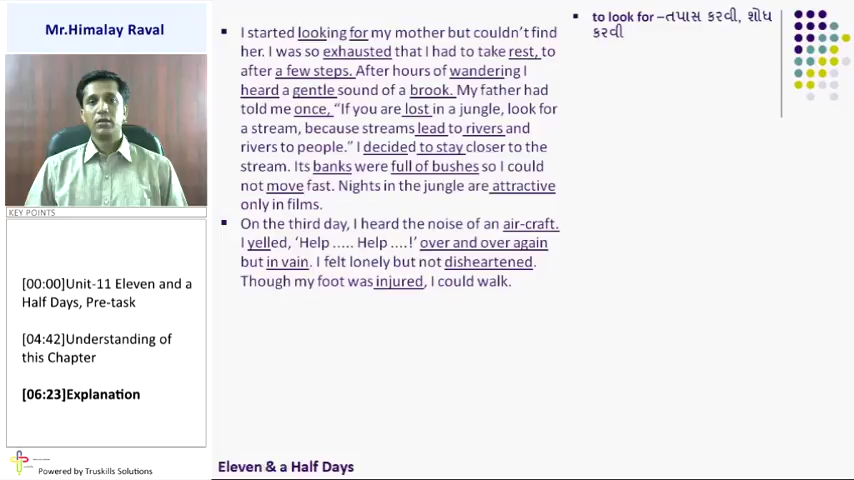 Mr.Himalay Raval
KEY POINTS
[00:00]Unit-11 Eleven and a
Half Days, Pre-task
[04:42]Understanding of
this Chapter
[06:23]Explanation
Powered by Truskills Solutions
I started looking for my mother but couldn't find
her. I was so exhausted that I had to take rest, to
after a few steps. After hours of wandering I
heard a gentle sound of a brook. My father had
told me once, “If you are lost in a jungle, look for
a stream, because streams lead to rivers and
rivers to people.” I decided to stay closer to the
stream. Its banks were full of bushes so I could
not move fast. Nights in the jungle are attractive
only in films.
On the third day, I heard the noise of an air-craft.
I yelled, ‘Help ..... Help ....!’ over and over again
but in vain. I felt lonely but not disheartened.
Though my foot was injured, I could walk.
to look for –તપાસ કરવી, શોધ
કરવી
Eleven & a Half Days